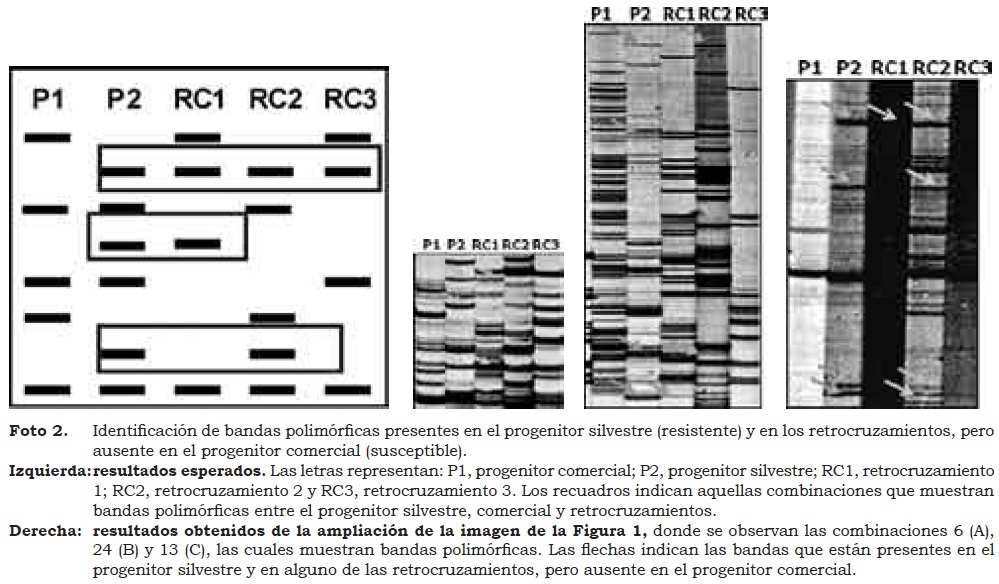 P1 P2 RC1 RC2 RC3
P1 P2 RC1 RC2 RC3
P1 P2 RC1 RC2 RC3
P1 P2 RC1 RC2 RC3
Foto 2. Identificación de bandas polimórficas presentes en el progenitor silvestre (resistente) y en los retrocruzamientos, pero
ausente en el progenitor comercial (susceptible).
Izquierda: resultados esperados. Las letras representan: P1, progenitor comercial; P2, progenitor silvestre; RC1, retrocruzamiento
1; RC2, retrocruzamiento 2 y RC3, retrocruzamiento 3. Los recuadros indican aquellas combinaciones que muestran
bandas polimórficas entre el progenitor silvestre, comercial y retrocruzamientos.
Derecha: resultados obtenidos de la ampliación de la imagen de la Figura 1, donde se observan las combinaciones 6 (A),
24 (B) y 13 (C), las cuales muestran bandas polimórficas. Las flechas indican las bandas que están presentes en el
progenitor silvestre y en alguno de las retrocruzamientos, pero ausente en el progenitor comercial.